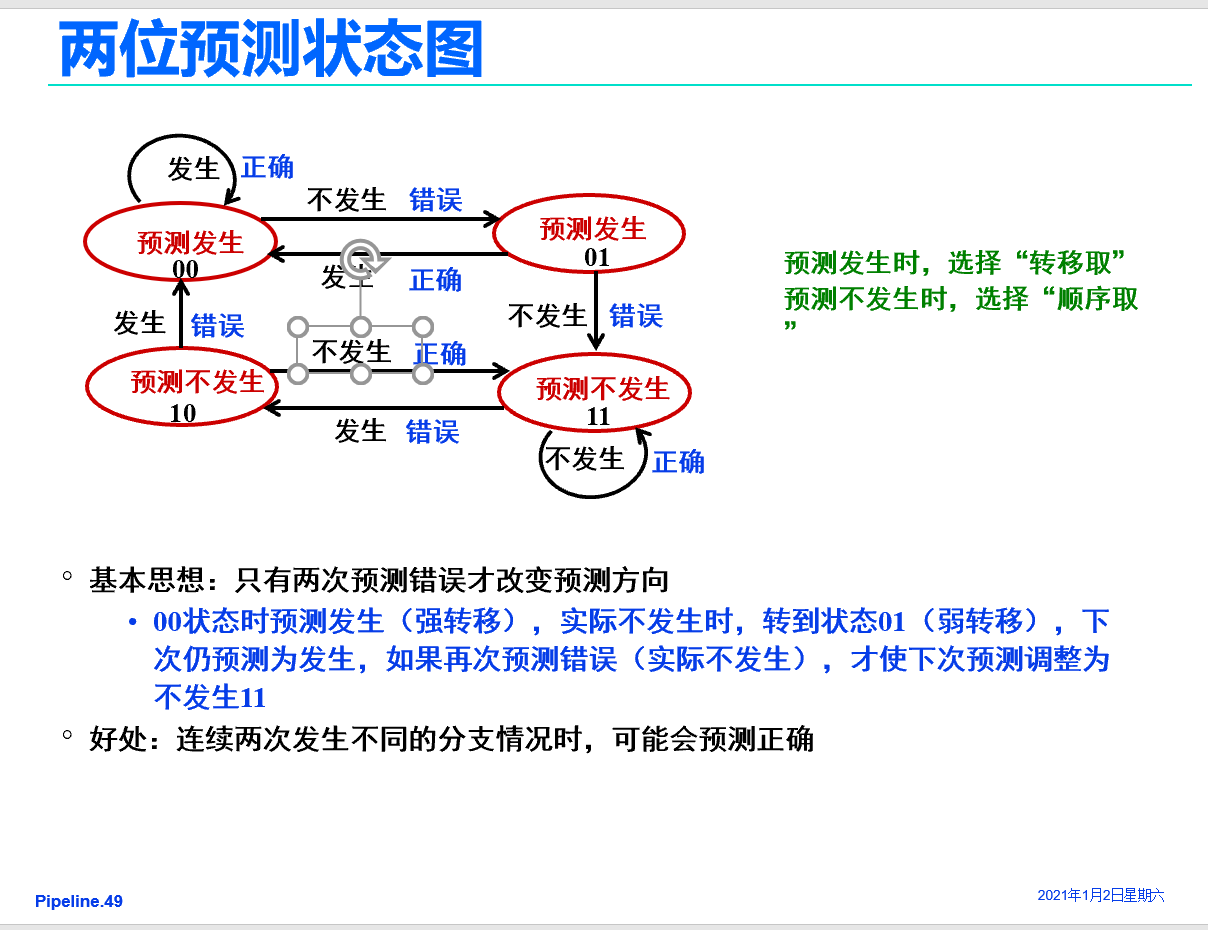 两位预测状态图
发生 正确
不发生 错误
预测发生
00
预测发生
01
发生 正确
预测发生时，选择“转移取”
预测不发生时，选择“顺序取
”
发生 错误
不发生 错误
不发生 正确
预测不发生
10
预测不发生
11
发生 错误
不发生 正确
基本思想：只有两次预测错误才改变预测方向
• 00状态时预测发生（强转移），实际不发生时，转到状态01（弱转移），下
次仍预测为发生，如果再次预测错误（实际不发生），才使下次预测调整为
不发生11
好处：连续两次发生不同的分支情况时，可能会预测正确
Pipeline.49
2021年1月2日星期六